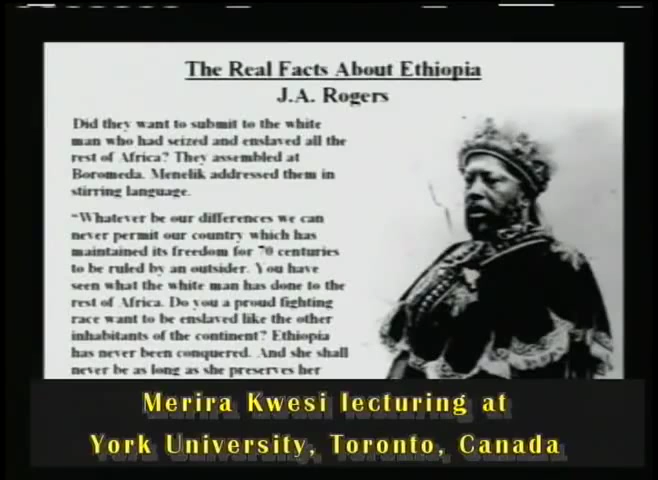 The Real Facts About Ethiopia
J.A. Rogers
Did they want to submit to the white
man who had seized and enslaved all the
rest of Africa? They assembled at
Boromeda. Menelik addressed them in
stirring language.
“Whatever be our differences we can
never permit our country which has
maintained its freedom for 70 centuries
to be ruled by an outsider. You have
seen what the white man has done to the
rest of Africa. Do you a proud fighting
race want to be enslaved like the other
inhabitants of the continent? Ethiopia
has never been conquered. And she shall
never be as long as she preserves her
Merira Kwesi lecturing at
York University, Toronto, Canada